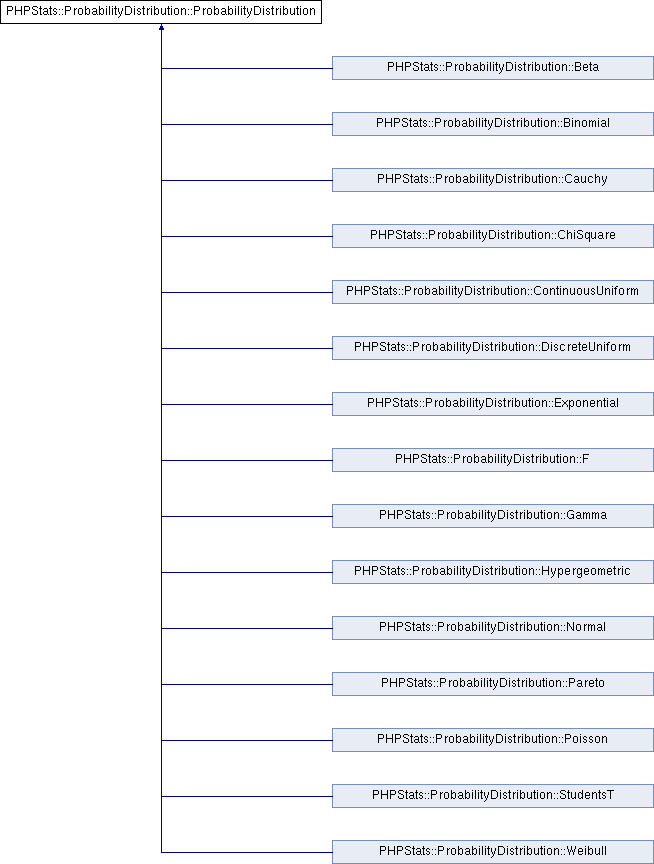 PHPStats::ProbabilityDistribution::ProbabilityDistribution
PHPStats::ProbabilityDistribution::Beta
PHPStats::ProbabilityDistribution::Binomial
PHPStats::ProbabilityDistribution::Cauchy
PHPStats::ProbabilityDistribution::ChiSquare
PHPStats::ProbabilityDistribution::ContinuousUniform
PHPStats::ProbabilityDistribution::DiscreteUniform
PHPStats::ProbabilityDistribution::Exponential
PHPStats::ProbabilityDistribution::F
PHPStats::ProbabilityDistribution::Gamma
PHPStats::ProbabilityDistribution::Hypergeometric
PHPStats::ProbabilityDistribution::Normal
PHPStats::ProbabilityDistribution::Pareto
PHPStats::ProbabilityDistribution::Poisson
PHPStats::ProbabilityDistribution::StudentsT
PHPStats::ProbabilityDistribution::Weibull